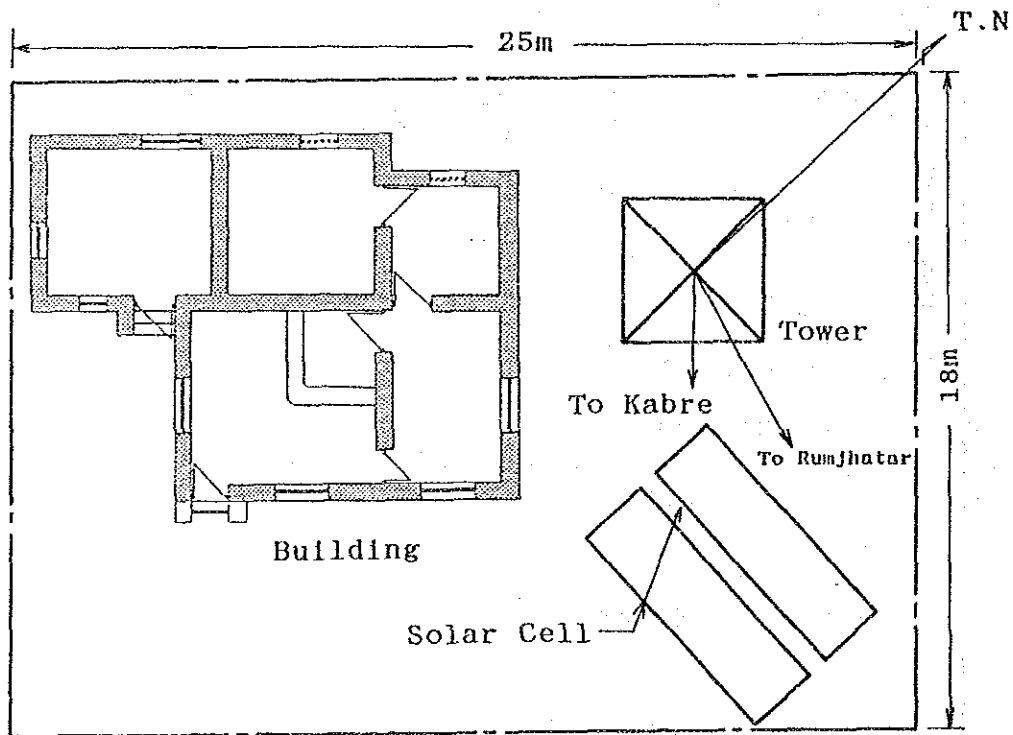 T.N
25m
18m
Tower
To Kabre
To Rumjhatar
Building
Solar Cell